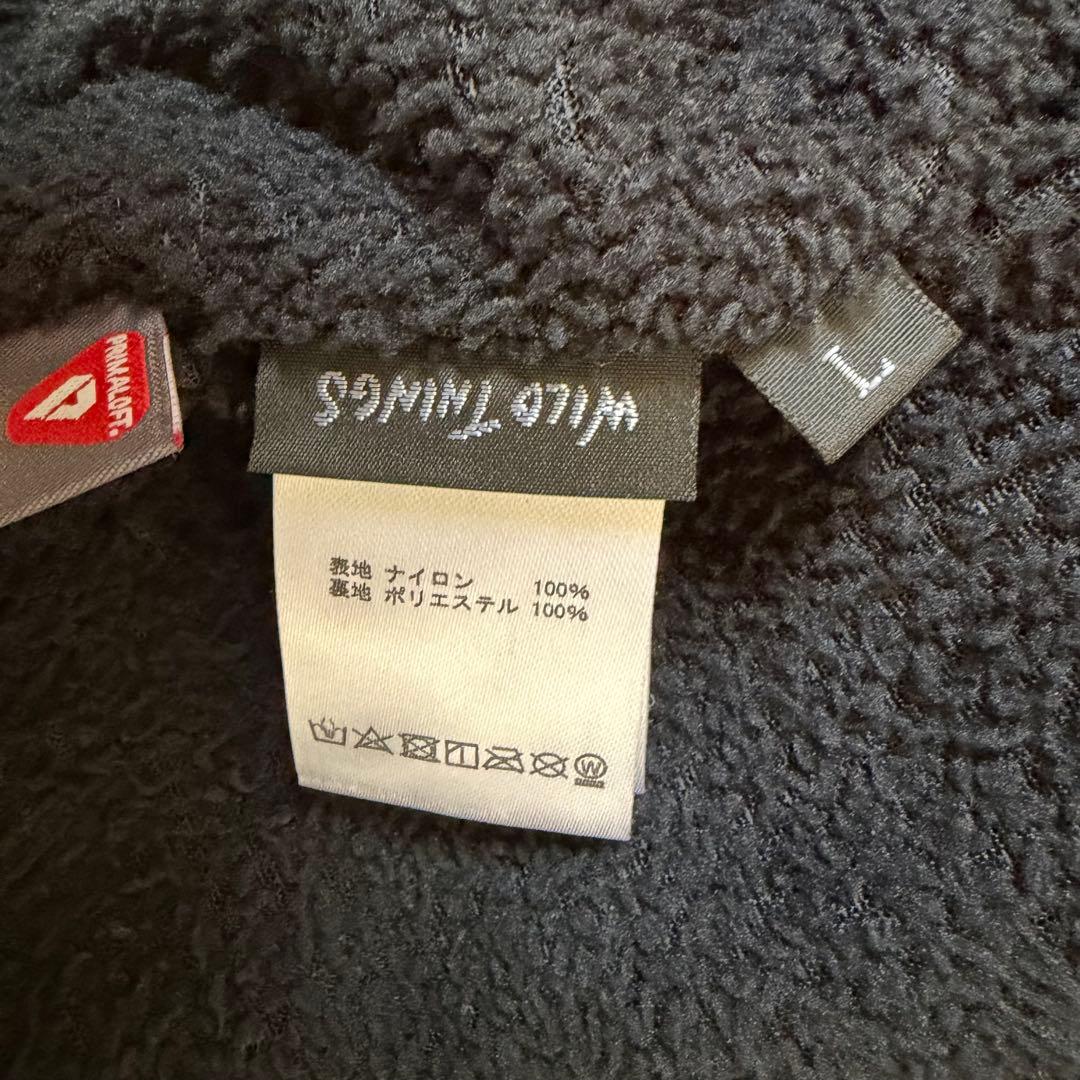 PRIMALOFT.
WILD THINGS
L
表地 ナイロン 100%
裏地 ポリエステル 100%
W